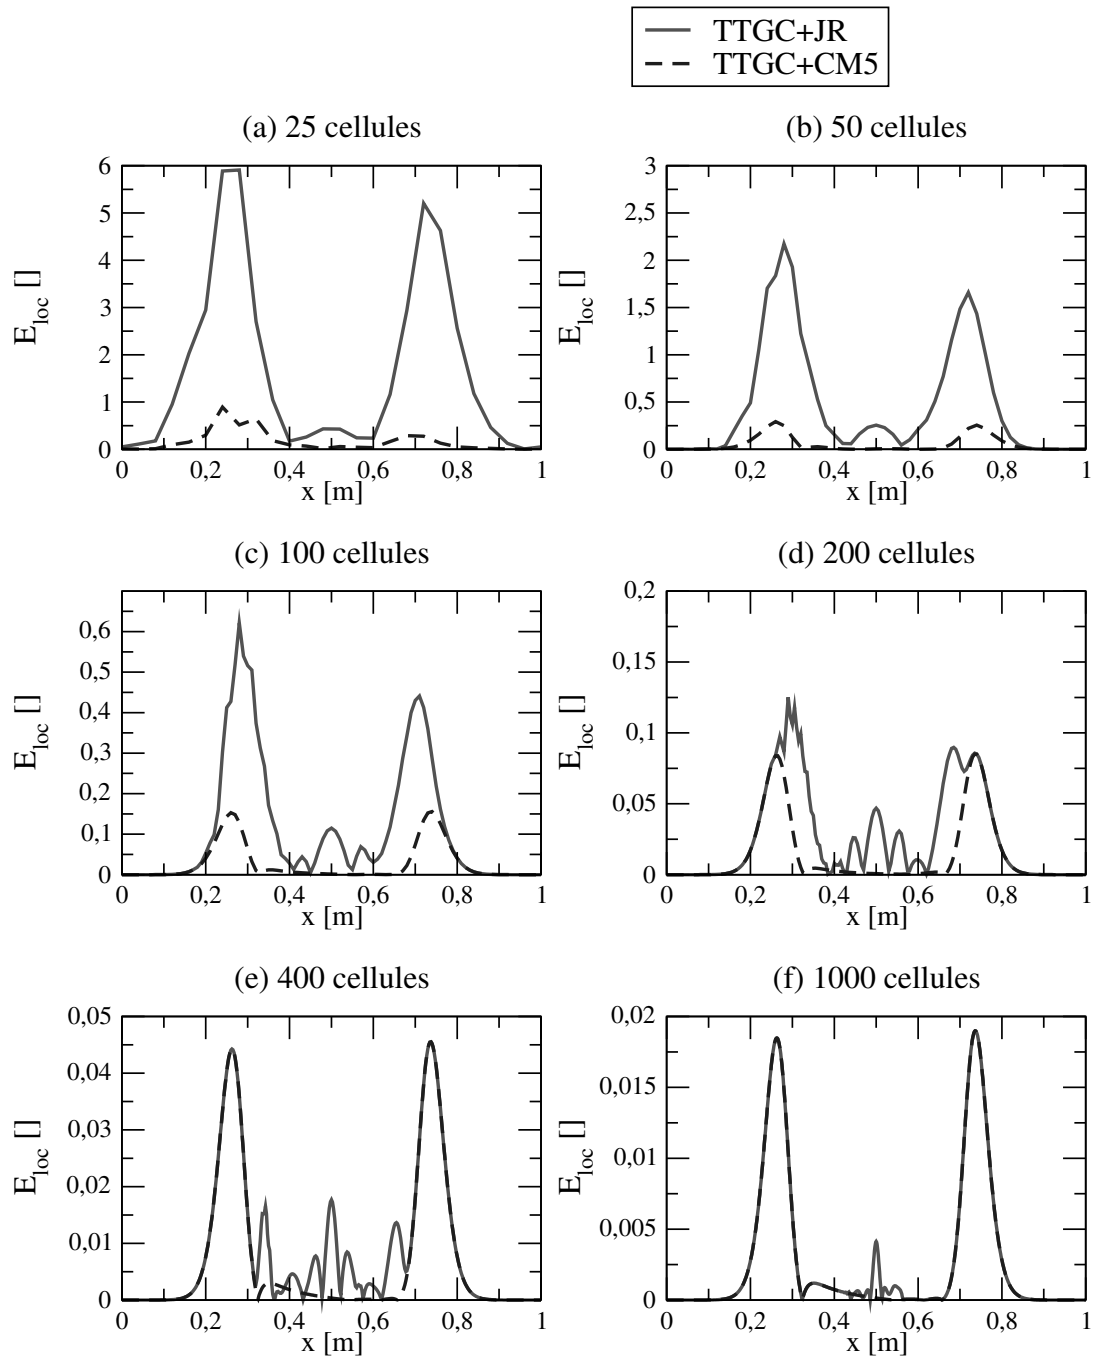 TTGC+JR
TTGC+CM5
(a) 25 cellules
6
5
4
3
2
1
0
E_loc []
0 0,2 0,4 0,6 0,8 1
x [m]
(b) 50 cellules
3
2,5
2
1,5
1
0,5
0
E_loc []
0 0,2 0,4 0,6 0,8 1
x [m]
(c) 100 cellules
0,6
0,5
0,4
0,3
0,2
0,1
0
E_loc []
0 0,2 0,4 0,6 0,8 1
x [m]
(d) 200 cellules
0,2
0,15
0,1
0,05
0
E_loc []
0 0,2 0,4 0,6 0,8 1
x [m]
(e) 400 cellules
0,05
0,04
0,03
0,02
0,01
0
E_loc []
0 0,2 0,4 0,6 0,8 1
x [m]
(f) 1000 cellules
0,02
0,015
0,01
0,005
0
E_loc []
0 0,2 0,4 0,6 0,8 1
x [m]